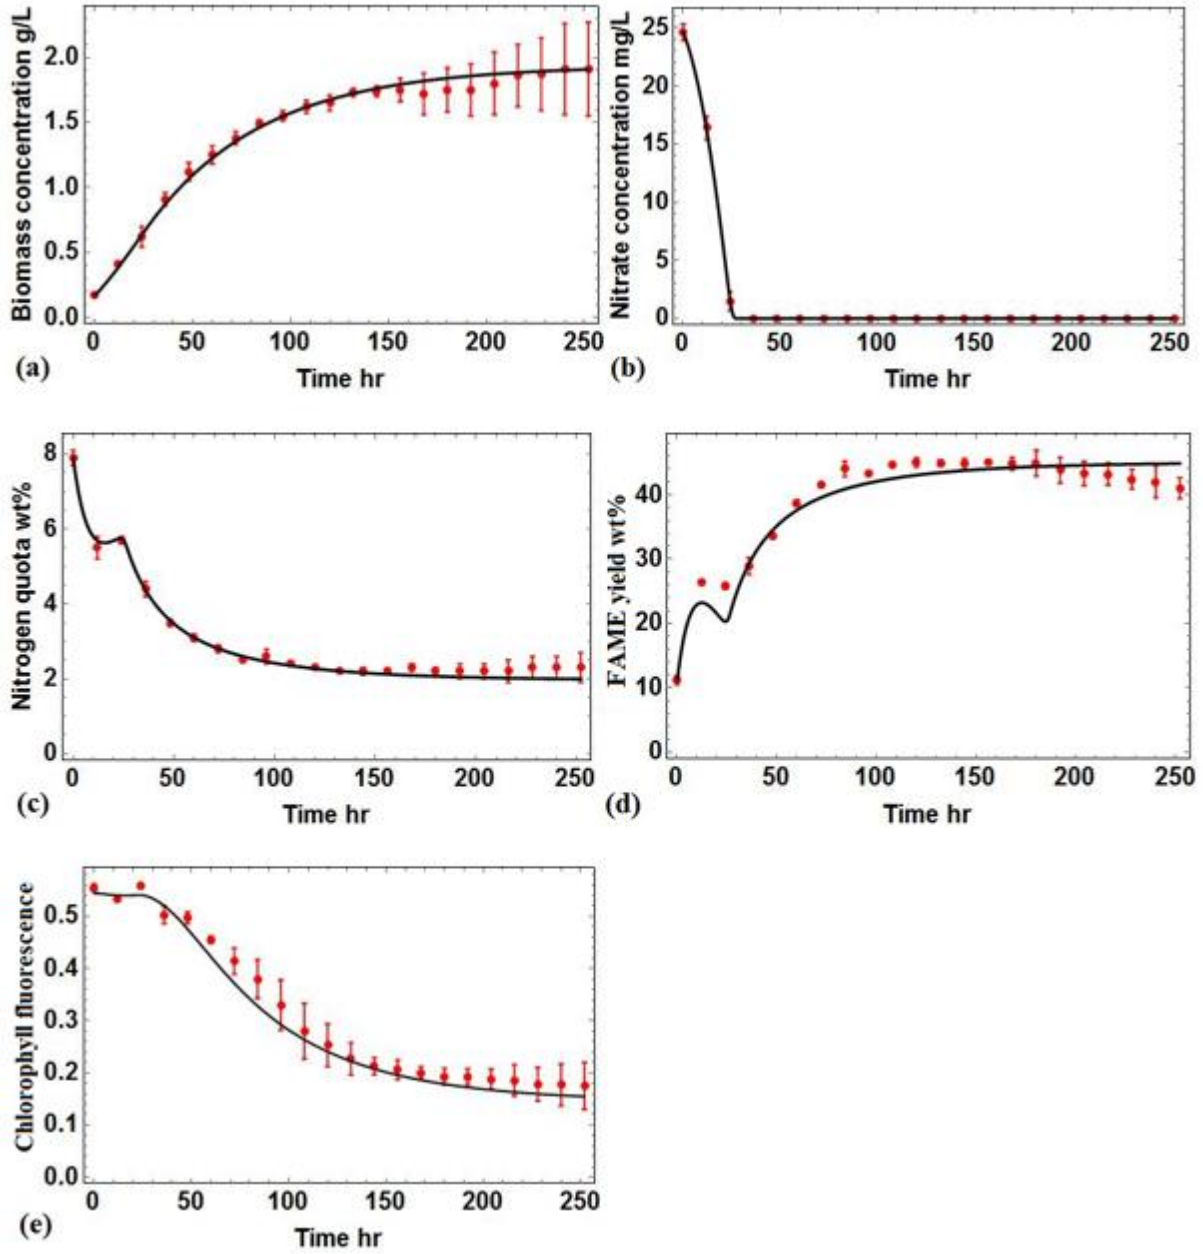 Biomass concentration g/L
2.0
1.5
1.0
0.5
0.0
0 50 100 150 200 250
Time hr
(a)
Nitrate concentration mg/L
25
20
15
10
5
0
0 50 100 150 200 250
Time hr
(b)
Nitrogen quota wt%
8
6
4
2
0
0 50 100 150 200 250
Time hr
(c)
FAME yield wt%
40
30
20
10
0
0 50 100 150 200 250
Time hr
(d)
Chlorophyll fluorescence
0.5
0.4
0.3
0.2
0.1
0.0
0 50 100 150 200 250
Time hr
(e)